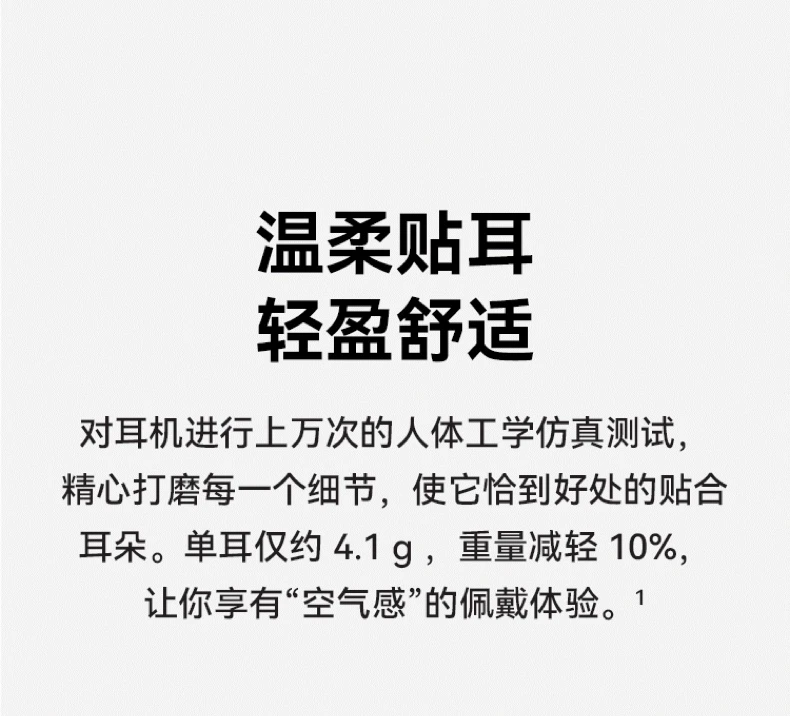 温柔贴耳
轻盈舒适
对耳机进行上万次的人体工学仿真测试，
精心打磨每一个细节，使它恰到好处的贴合
耳朵。单耳仅约 4.1 g ，重量减轻 10%，
让你享有“空气感”的佩戴体验。¹